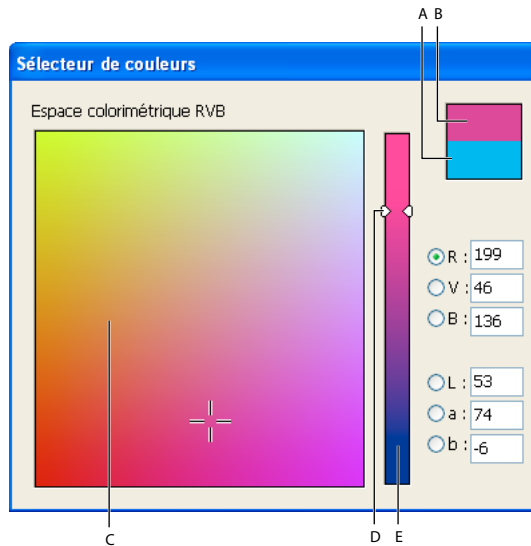 A B
Sélecteur de couleurs
Espace colorimétrique RVB
R : 199
V : 46
B : 136
L : 53
a : 74
b : -6
C
D
E